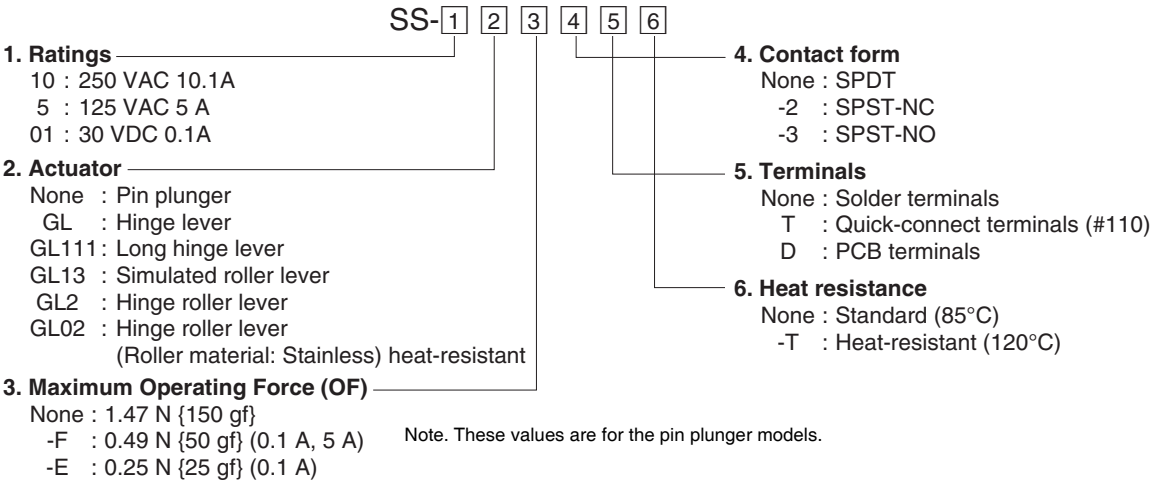 SS-1 2 3 4 5 6
1. Ratings
10 : 250 VAC 10.1A
5 : 125 VAC 5 A
01 : 30 VDC 0.1A
2. Actuator
None : Pin plunger
GL : Hinge lever
GL111 : Long hinge lever
GL13 : Simulated roller lever
GL2 : Hinge roller lever
GL02 : Hinge roller lever
(Roller material: Stainless) heat-resistant
3. Maximum Operating Force (OF)
None : 1.47 N {150 gf}
-F : 0.49 N {50 gf} (0.1 A, 5 A)
-E : 0.25 N {25 gf} (0.1 A)
Note. These values are for the pin plunger models.
4. Contact form
None : SPDT
-2 : SPST-NC
-3 : SPST-NO
5. Terminals
None : Solder terminals
T : Quick-connect terminals (#110)
D : PCB terminals
6. Heat resistance
None : Standard (85°C)
-T : Heat-resistant (120°C)